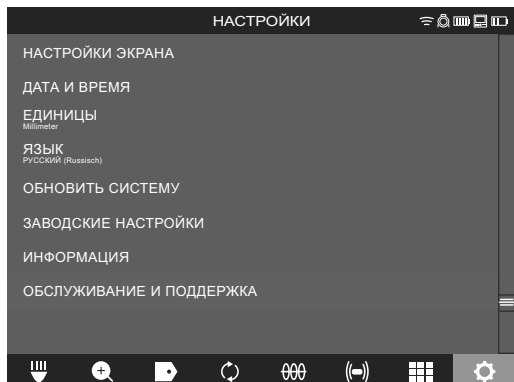 НАСТРОЙКИ
НАСТРОЙКИ ЭКРАНА
ДАТА И ВРЕМЯ
ЕДИНИЦЫ
Millimeter
ЯЗЫК
РУССКИЙ (Russisch)
ОБНОВИТЬ СИСТЕМУ
ЗАВОДСКИЕ НАСТРОЙКИ
ИНФОРМАЦИЯ
ОБСЛУЖИВАНИЕ И ПОДДЕРЖКА